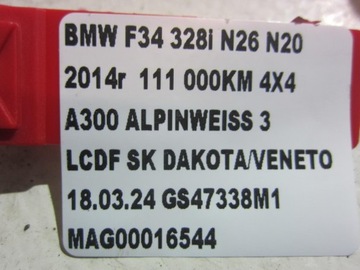 BMW F34 328i N26 N20
2014r 111 000KM 4X4
A300 ALPINWEISS 3
LCDF SK DAKOTA/VENETO
18.03.24 GS47338M1
MAG00016544